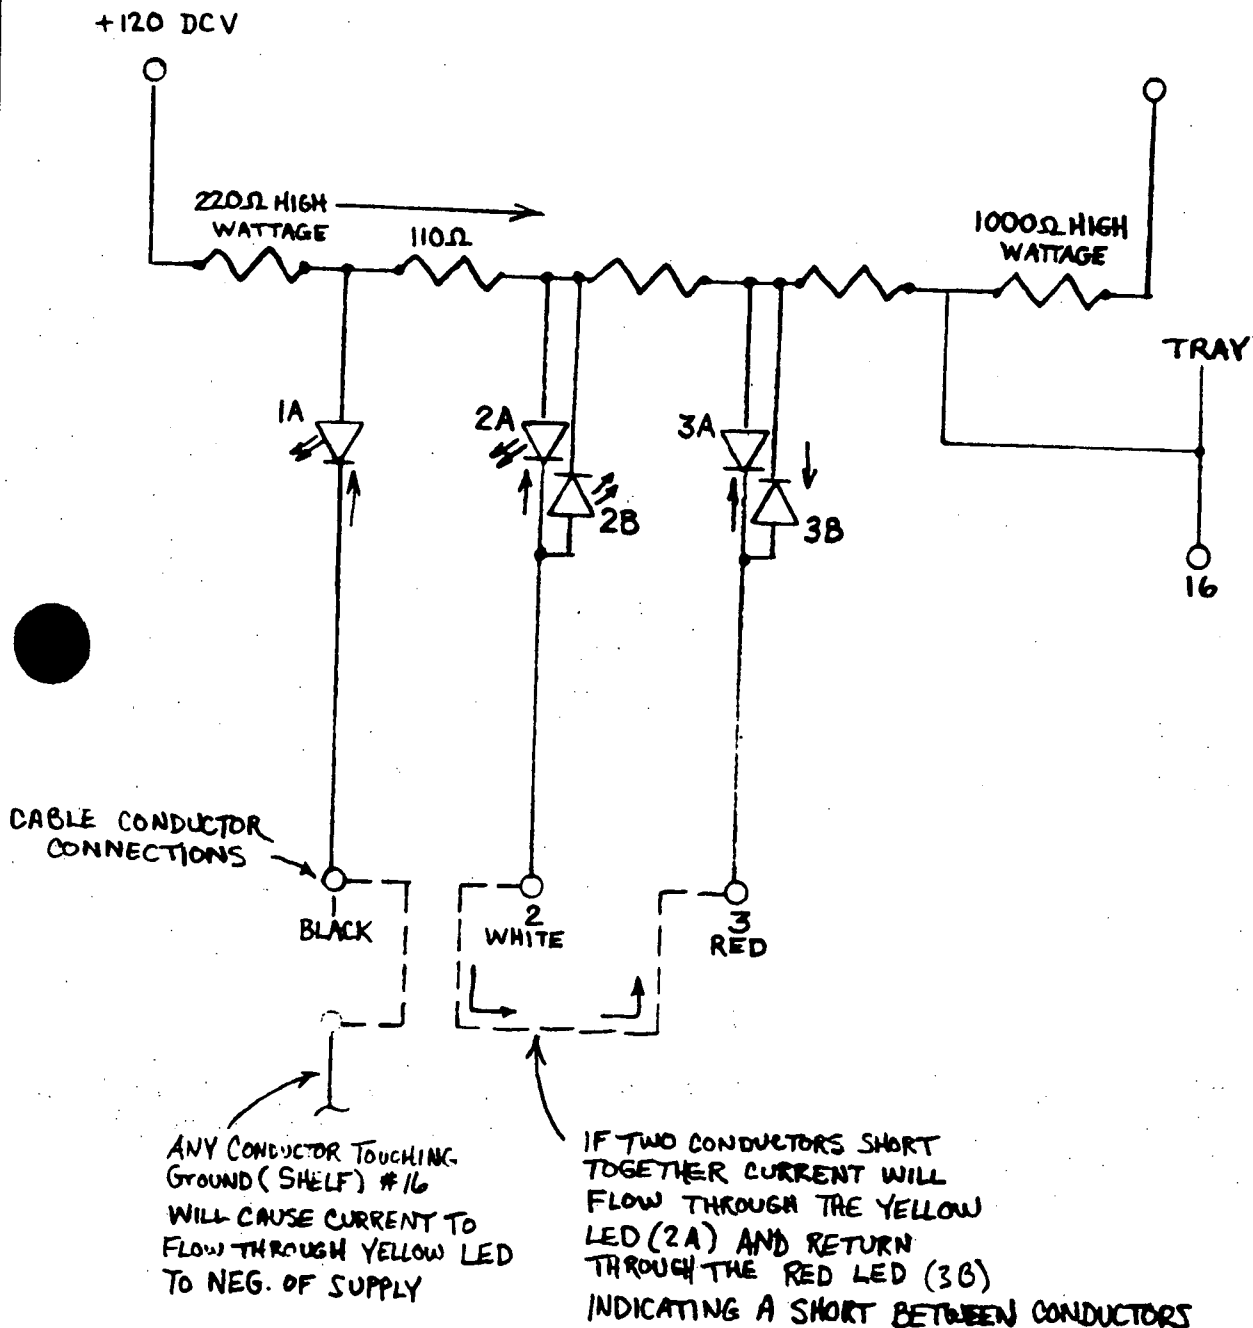 +120 DCV
220Ω HIGH
WATTAGE
110Ω
1000Ω HIGH
WATTAGE
TRAY
1A
2A
2B
3A
3B
16
CABLE CONDUCTOR
CONNECTIONS
1
BLACK
2
WHITE
3
RED
ANY CONDUCTOR TOUCHING
GROUND (SHELF) #16
WILL CAUSE CURRENT TO
FLOW THROUGH YELLOW LED
TO NEG. OF SUPPLY
IF TWO CONDUCTORS SHORT
TOGETHER CURRENT WILL
FLOW THROUGH THE YELLOW
LED (2A) AND RETURN
THROUGH THE RED LED (3B)
INDICATING A SHORT BETWEEN CONDUCTORS